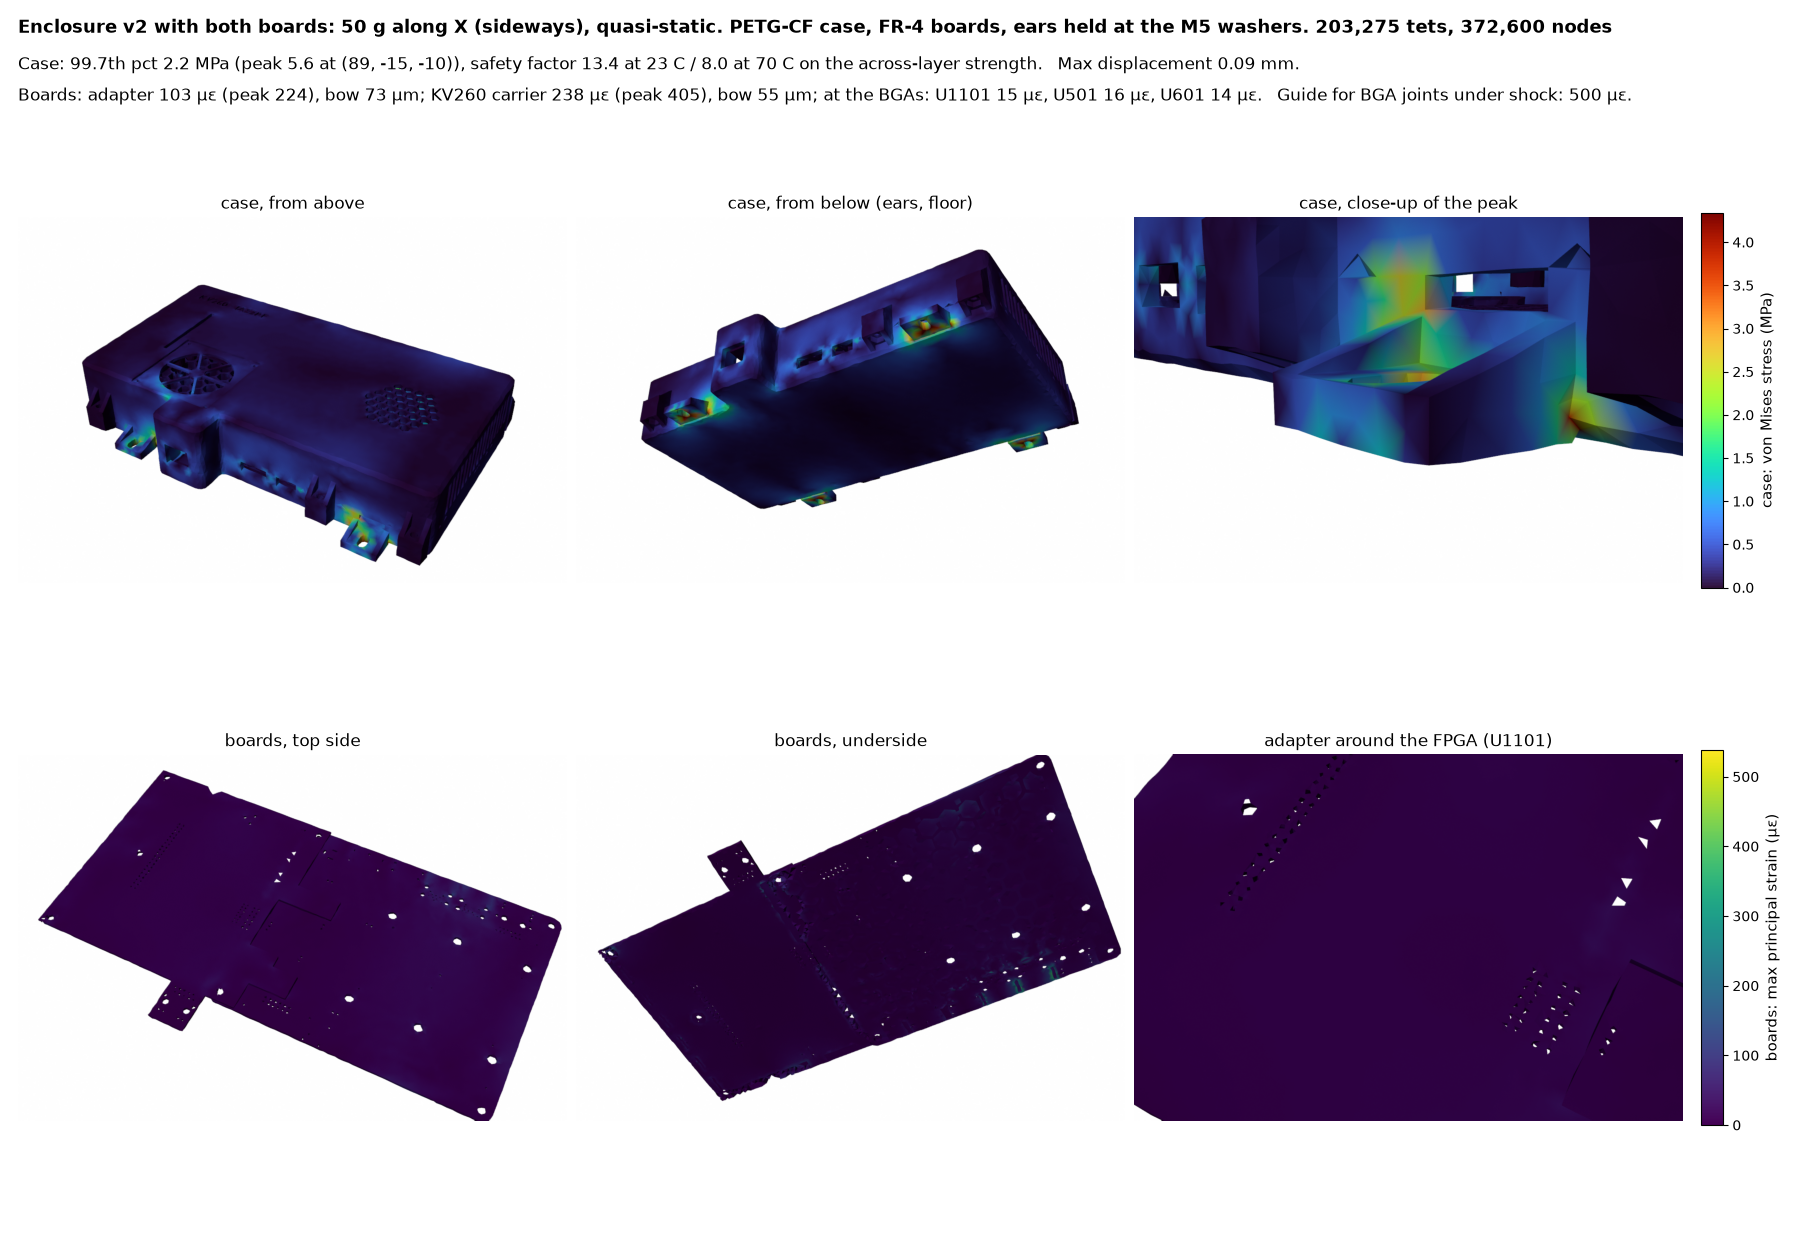 Enclosure v2 with both boards: 50 g along X (sideways), quasi-static. PETG-CF case, FR-4 boards, ears held at the M5 washers. 203,275 tets, 372,600 nodes
Case: 99.7th pct 2.2 MPa (peak 5.6 at (89, -15, -10)), safety factor 13.4 at 23 C / 8.0 at 70 C on the across-layer strength.   Max displacement 0.09 mm.
Boards: adapter 103 µε (peak 224), bow 73 µm; KV260 carrier 238 µε (peak 405), bow 55 µm; at the BGAs: U1101 15 µε, U501 16 µε, U601 14 µε.   Guide for BGA joints under shock: 500 µε.
case, from above
case, from below (ears, floor)
case, close-up of the peak
4.0
3.5
3.0
2.5
2.0
1.5
1.0
0.5
0.0
case: von Mises stress (MPa)
boards, top side
boards, underside
adapter around the FPGA (U1101)
500
400
300
200
100
0
boards: max principal strain (µε)